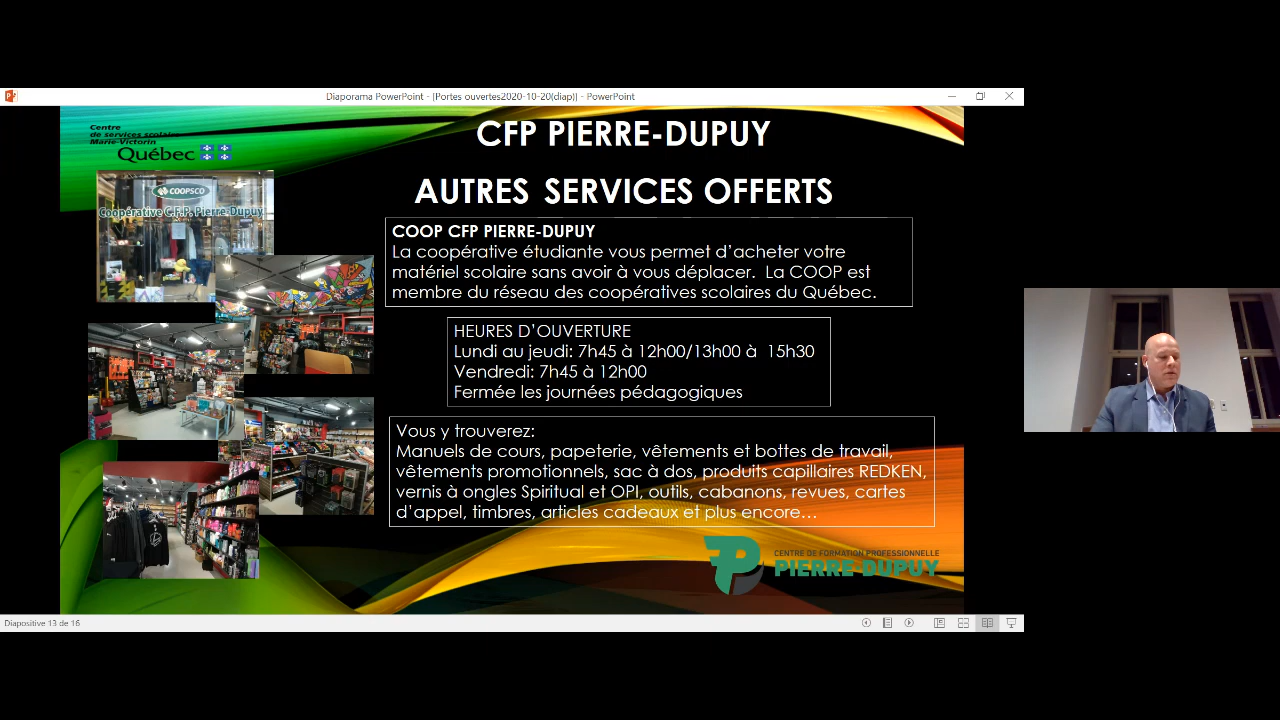 Diaporama PowerPoint - [Portes ouvertes2020-10-20(diap)] - PowerPoint
Centre
de services scolaire
Marie-Victorin
Québec
CFP PIERRE-DUPUY
AUTRES SERVICES OFFERTS
COOPSCO
Coopérative C.F.P. Pierre-Dupuy
COOP CFP PIERRE-DUPUY
La coopérative étudiante vous permet d’acheter votre
matériel scolaire sans avoir à vous déplacer. La COOP est
membre du réseau des coopératives scolaires du Québec.
HEURES D’OUVERTURE
Lundi au jeudi: 7h45 à 12h00/13h00 à 15h30
Vendredi: 7h45 à 12h00
Fermée les journées pédagogiques
Vous y trouverez:
Manuels de cours, papeterie, vêtements et bottes de travail,
vêtements promotionnels, sac à dos, produits capillaires REDKEN,
vernis à ongles Spiritual et OPI, outils, cabanons, revues, cartes
d’appel, timbres, articles cadeaux et plus encore…
CENTRE DE FORMATION PROFESSIONNELLE
PIERRE-DUPUY
Diapositive 13 de 16